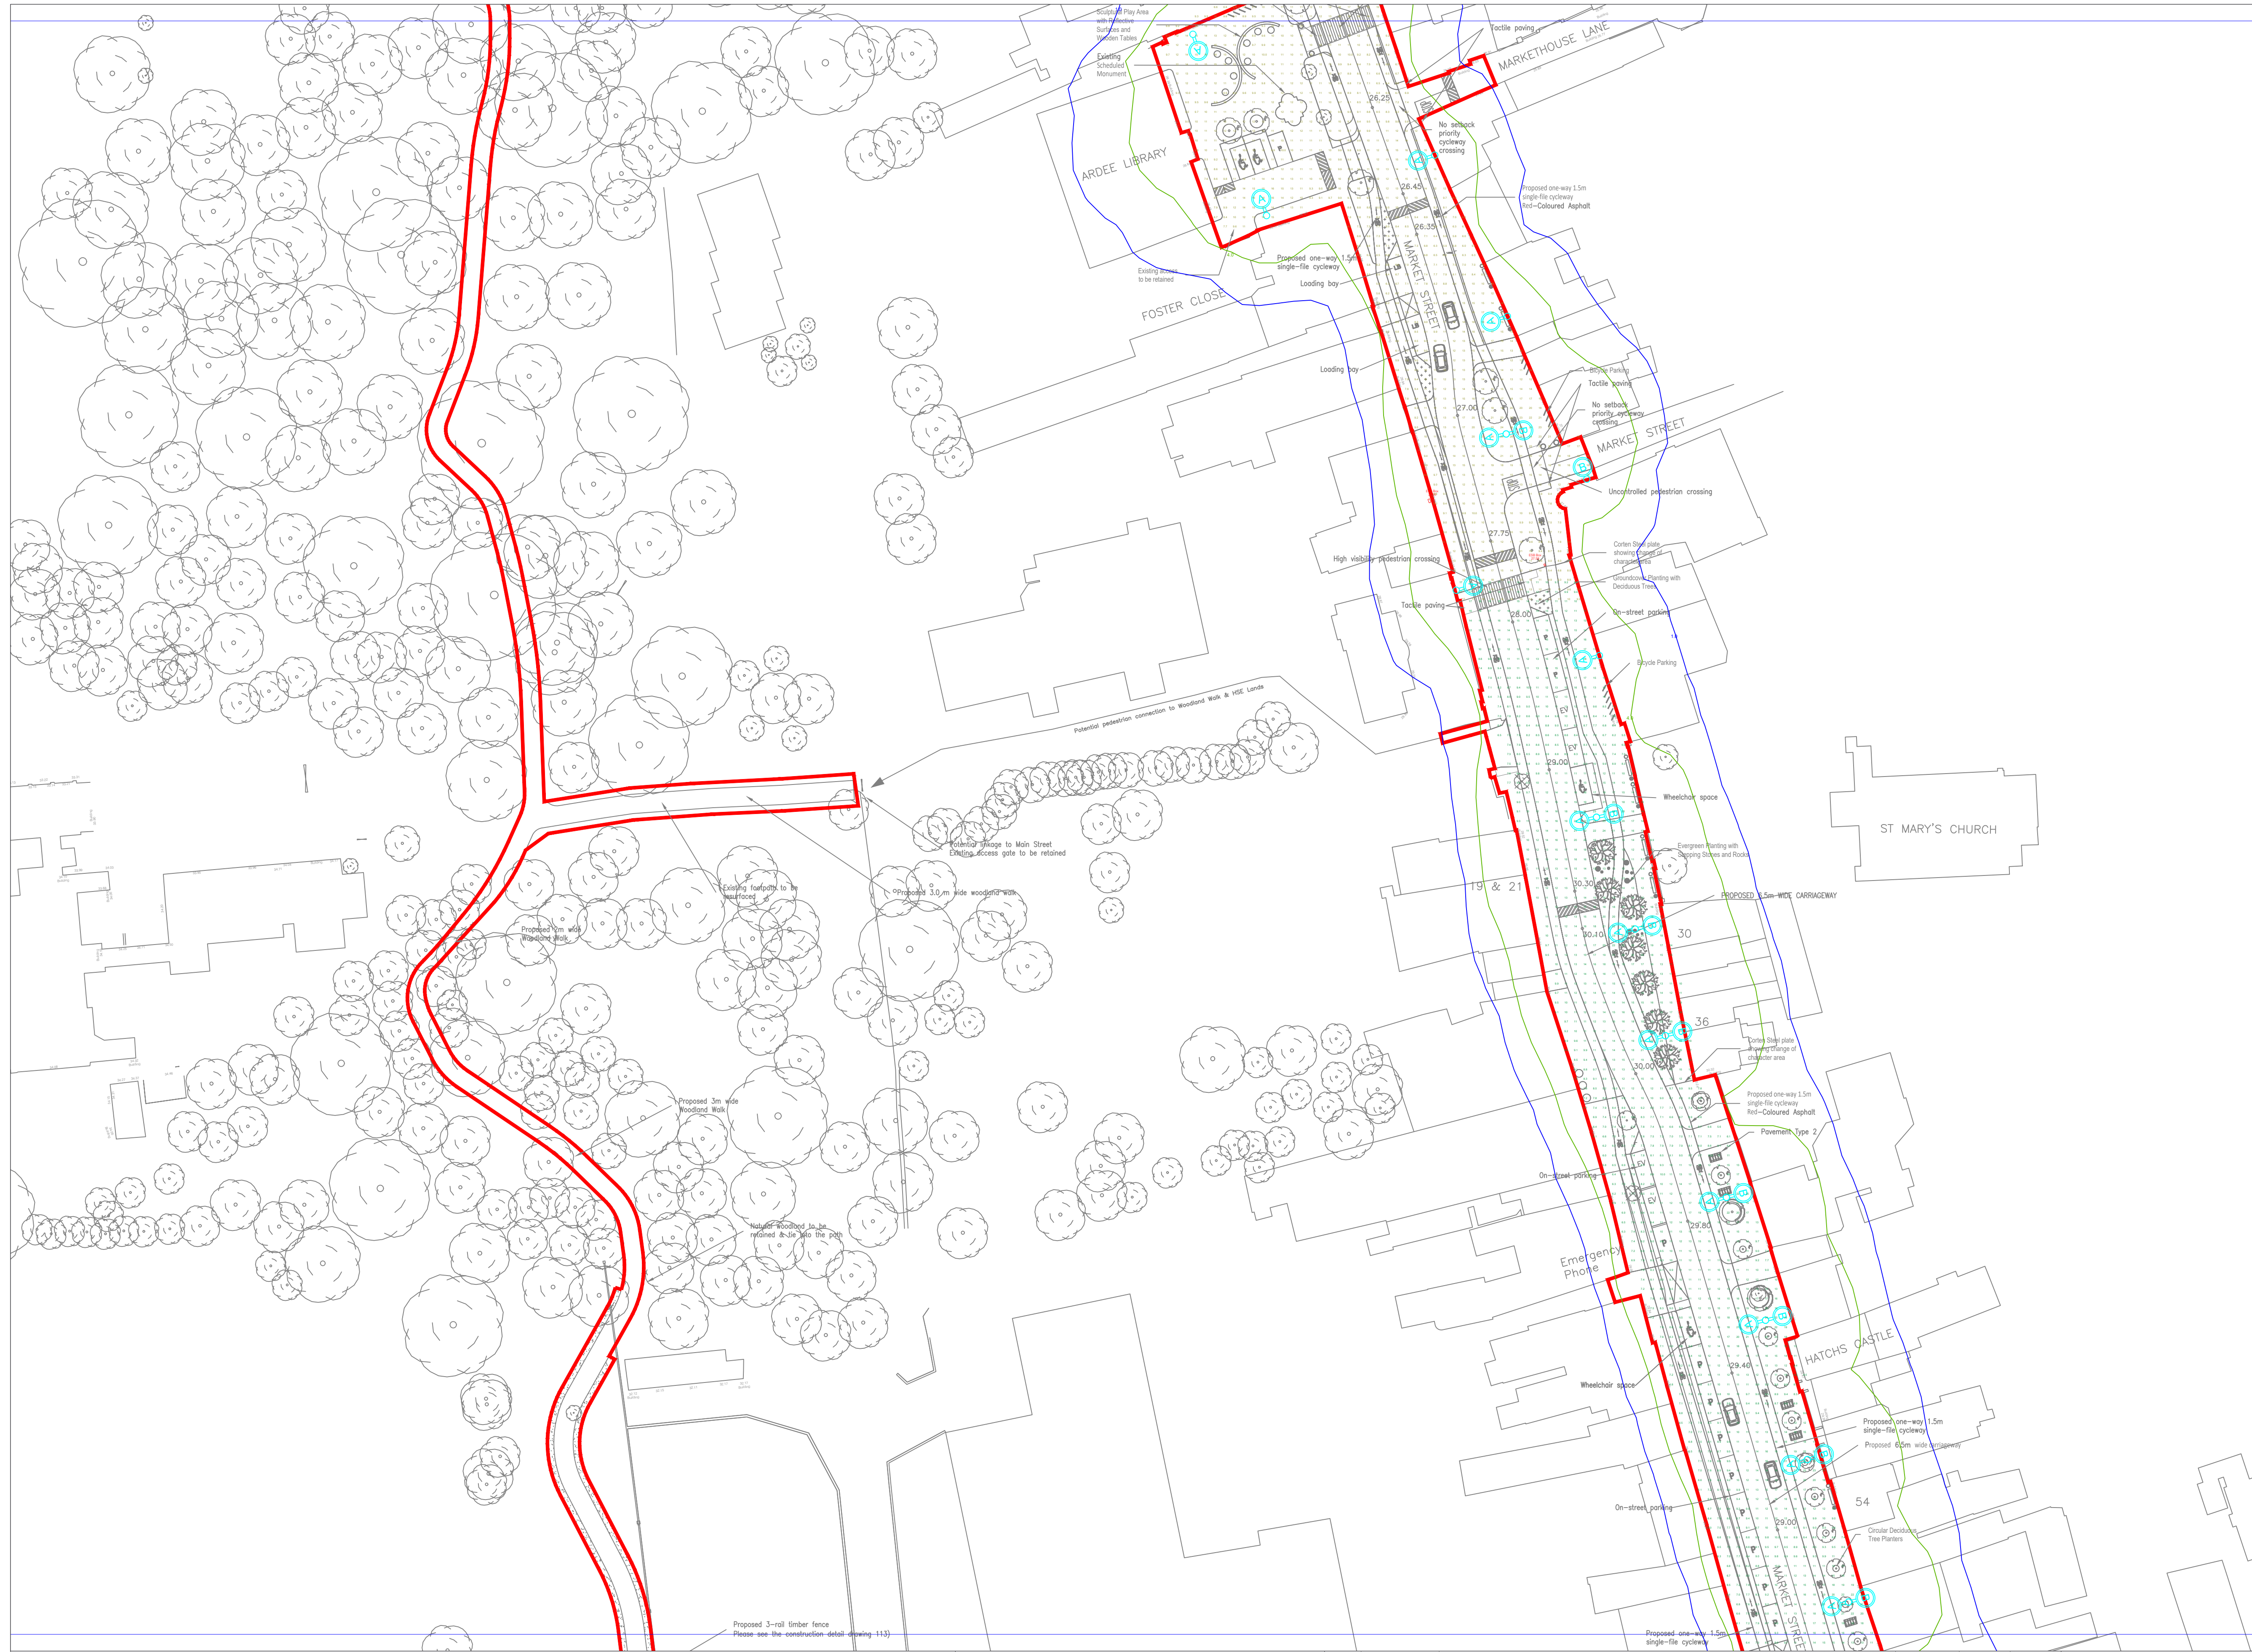 Sculptural Play Area
with Reflective
Surfaces and
Wooden Tables
Existing
Scheduled
Monument
Tactile paving
MARKETHOUSE LANE
26.25
No setback
priority
cycleway
crossing
ARDEE LIBRARY
Proposed one-way 1.5m
single-file cycleway
Red-Coloured Asphalt
26.45
26.35
MARKET STREET
Existing access
to be retained
Proposed one-way 1.5m
single-file cycleway
Loading bay
FOSTER CLOSE
Loading bay
Bicycle Parking
Tactile paving
No setback
priority cycleway
crossing
27.00
MARKET STREET
Uncontrolled pedestrian crossing
27.75
High visibility pedestrian crossing
Corten Steel plate
showing change of
character area
Groundcover Planting with
Deciduous Trees
Tactile paving
28.00
On-street parking
Bicycle Parking
Potential pedestrian connection to Woodland Walk & HSE Lands
EV
EV
29.00
Wheelchair space
ST MARY'S CHURCH
Potential linkage to Main Street
Existing access gate to be retained
Evergreen Planting with
Stepping Stones and Rocks
19 & 21
30.30
Existing footpath to be
resurfaced
Proposed 3.0 m wide woodland walk
PROPOSED 6.5m WIDE CARRIAGEWAY
Proposed 2m wide
Woodland Walk
30.10
30
36
Corten Steel plate
showing change of
character area
30.00
Proposed 3m wide
Woodland Walk
Proposed one-way 1.5m
single-file cycleway
Red-Coloured Asphalt
Pavement Type 2
On-street parking
EV
EV
Natural woodland to be
retained & tie into the path
29.80
Emergency
Phone
HATCHS CASTLE
29.40
Wheelchair space
Proposed one-way 1.5m
single-file cycleway
Proposed 6.5m wide carriageway
On-street parking
54
29.00
Circular Deciduous
Tree Planters
MARKET STREE
Proposed 3-rail timber fence
Please see the construction detail drawing 113)
Proposed one-way 1.5m
single-file cycleway